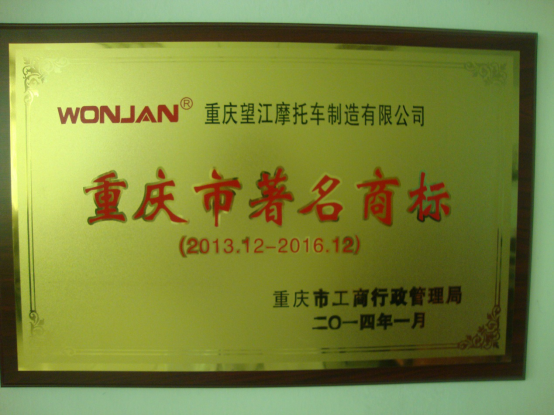 WONJAN® 重庆望江摩托车制造有限公司
重庆市著名商标
(2013.12-2016.12)
重庆市工商行政管理局
二〇一四年一月